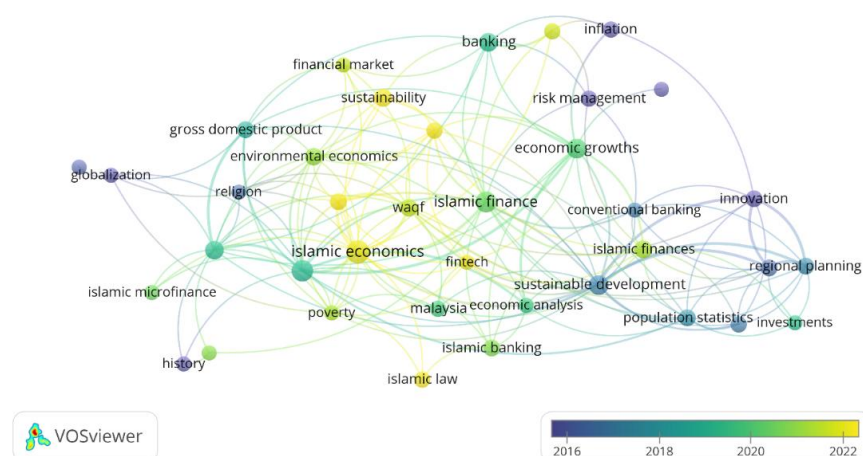 inflation
banking
financial market
sustainability
risk management
gross domestic product
economic growths
environmental economics
globalization
religion
innovation
waqf
islamic finance
conventional banking
islamic economics
islamic finances
fintech
regional planning
sustainable development
islamic microfinance
malaysia
economic analysis
poverty
population statistics
investments
islamic banking
history
islamic law
VOSviewer
2016
2018
2020
2022